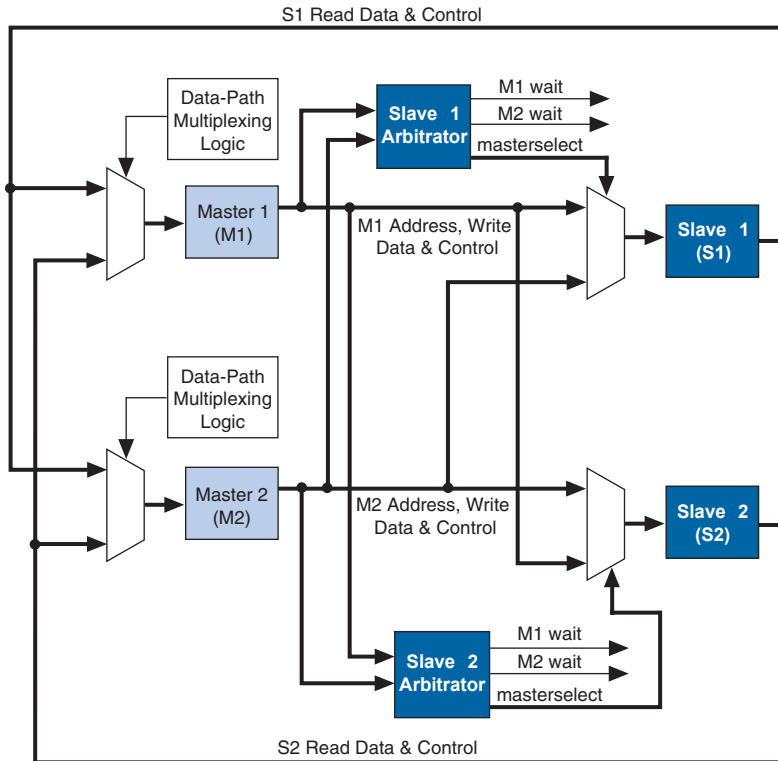 S1 Read Data & Control
Data-Path
Multiplexing
Logic
Slave 1
Arbitrator
M1 wait
M2 wait
masterselect
Master 1
(M1)
M1 Address, Write
Data & Control
Slave 1
(S1)
Data-Path
Multiplexing
Logic
Master 2
(M2)
M2 Address, Write
Data & Control
Slave 2
(S2)
Slave 2
Arbitrator
M1 wait
M2 wait
masterselect
S2 Read Data & Control